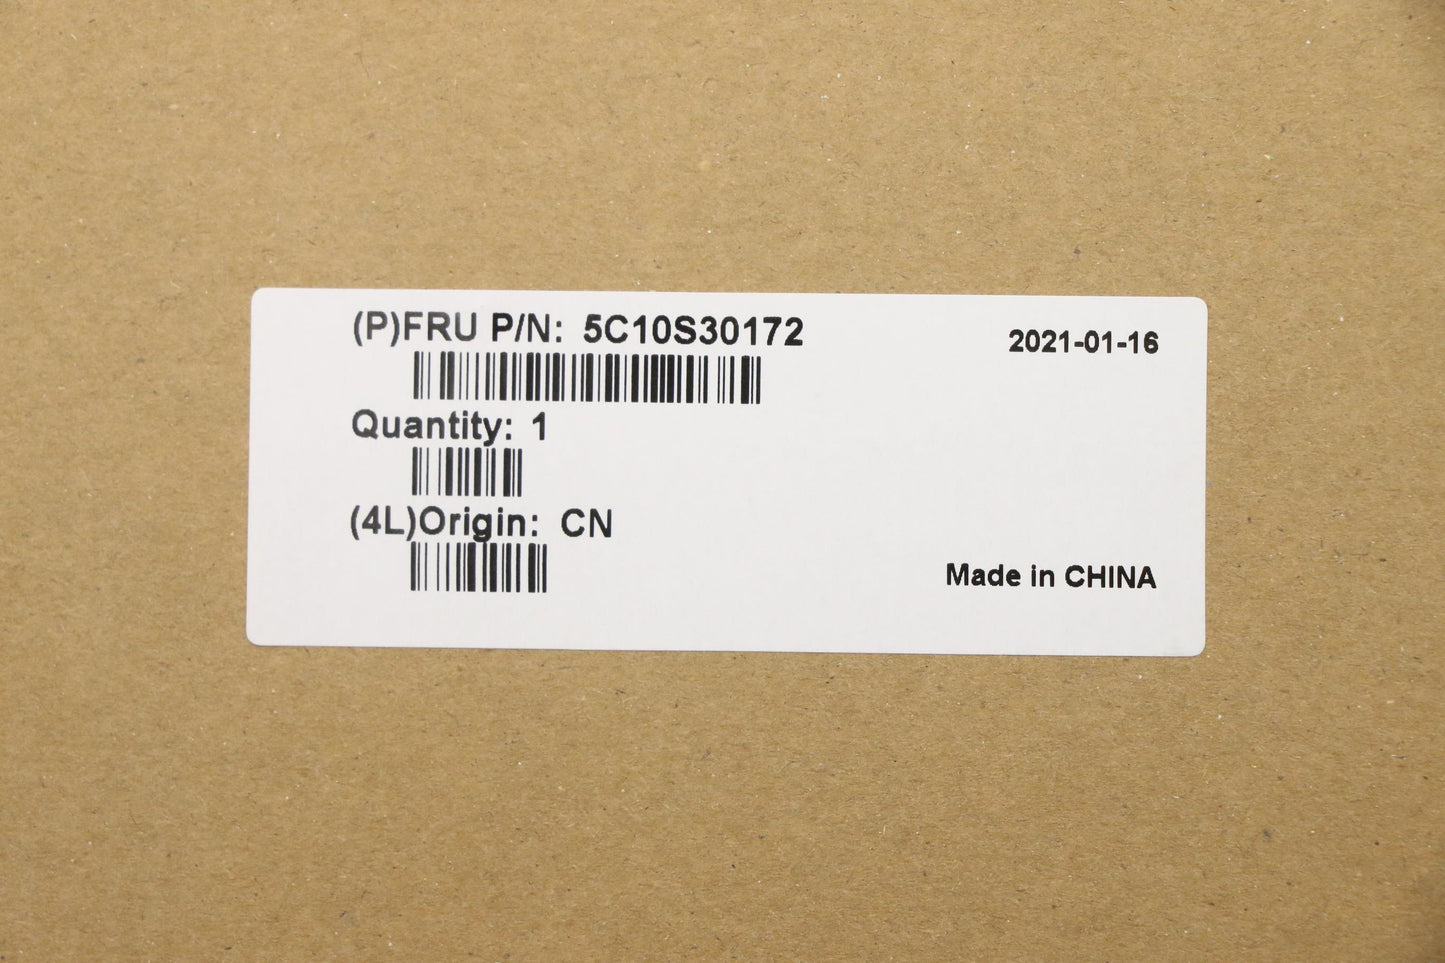 (P)FRU P/N: 5C10S30172
2021-01-16
Quantity: 1
(4L)Origin: CN
Made in CHINA